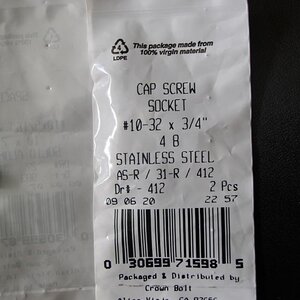 4
LDPE
This package made from
100% virgin material
CAP SCREW
SOCKET
#10-32 x 3/4"
4 B
STAINLESS STEEL
AS-R / 31-R / 412
Dr# - 412 2 Pcs
09 06 20 22 57
0 30699 71598 5
Packaged & Distributed by
Crown Bolt